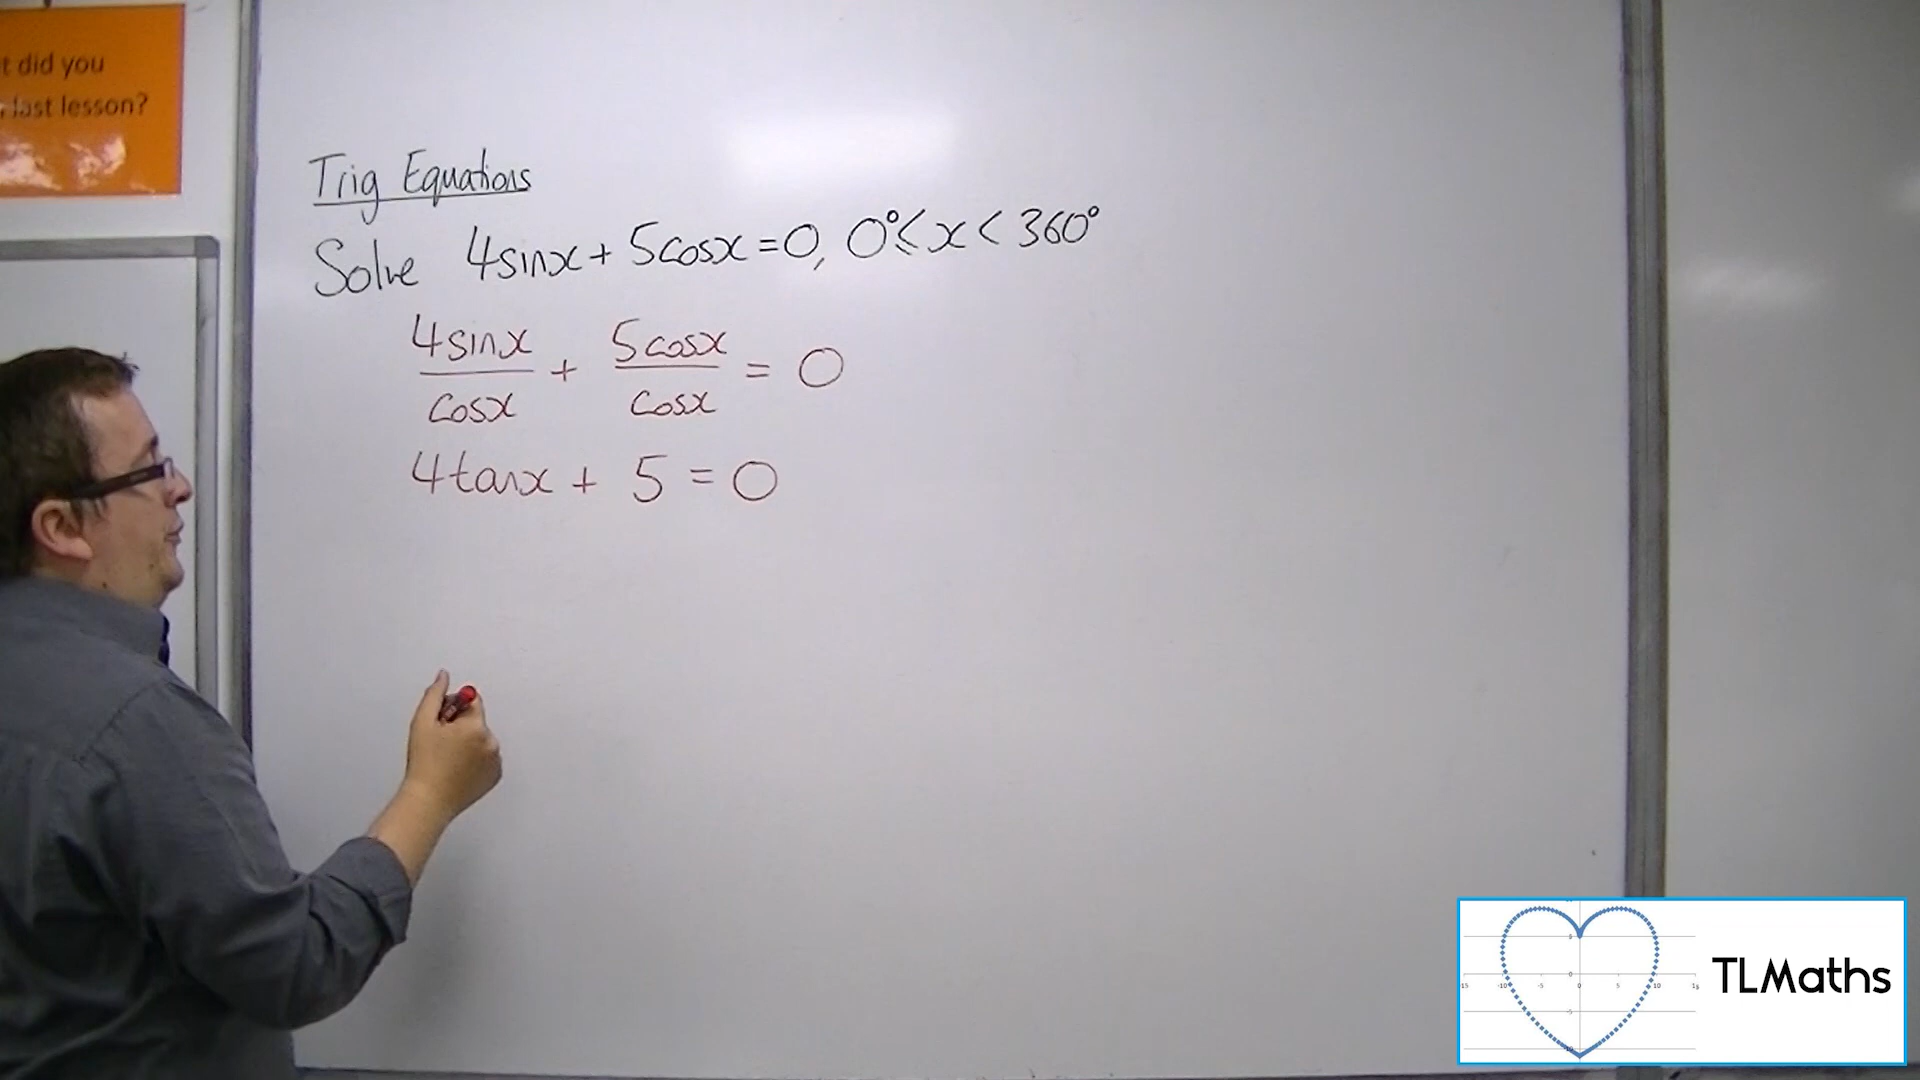 t did you
last lesson?
Trig Equations
Solve 4sinx + 5cosx = 0, 0° ≤ x < 360°
4sinx/cosx + 5cosx/cosx = 0
4tanx + 5 = 0
TLMaths